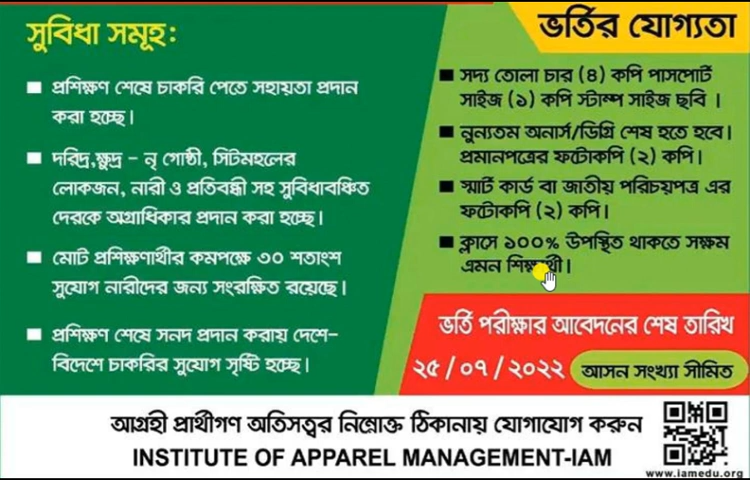 সুবিধা সমূহ:
প্রশিক্ষণ শেষে চাকরি পেতে সহায়তা প্রদান
করা হচ্ছে।
দরিদ্র,ক্ষুদ্র – নৃ গোষ্ঠী, সিটমহলের
লোকজন, নারী ও প্রতিবন্ধী সহ সুবিধাবঞ্চিত
দেরকে অগ্রাধিকার প্রদান করা হচ্ছে।
মোট প্রশিক্ষণার্থীর কমপক্ষে ৩০ শতাংশ
সুযোগ নারীদের জন্য সংরক্ষিত রয়েছে।
প্রশিক্ষণ শেষে সনদ প্রদান করায় দেশে–
বিদেশে চাকরির সুযোগ সৃষ্টি হচ্ছে।
ভর্তির যোগ্যতা
সদ্য তোলা চার (৪) কপি পাসপোর্ট
সাইজ (১) কপি স্টাম্প সাইজ ছবি ।
নুন্যতম অনার্স/ডিগ্রি শেষ হতে হবে।
প্রমানপত্রের ফটোকপি (২) কপি।
স্মার্ট কার্ড বা জাতীয় পরিচয়পত্র এর
ফটোকপি (২) কপি।
ক্লাসে ১০০% উপস্থিত থাকতে সক্ষম
এমন শিক্ষার্থী।
ভর্তি পরীক্ষার আবেদনের শেষ তারিখ
২৫ / ০৭ / ২০২২
আসন সংখ্যা সীমিত
আগ্রহী প্রার্থীগণ অতিসত্বর নিম্নোক্ত ঠিকানায় যোগাযোগ করুন
INSTITUTE OF APPAREL MANAGEMENT-IAM
www.iamedu.org